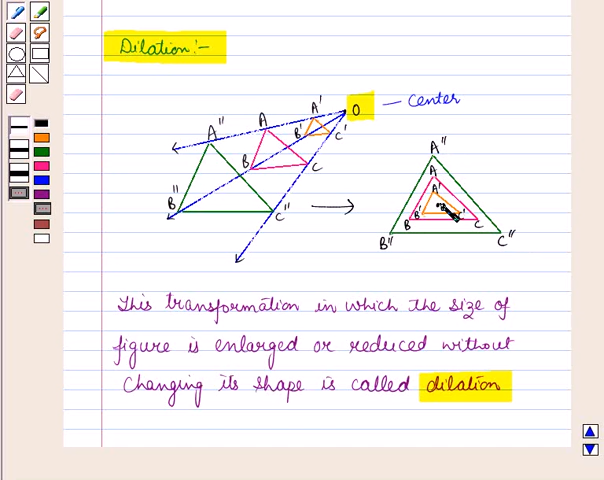 Dilation:-
O - Center
A'' A A'
B'' B B'
C'' C C'
A''
A
A'
B'' B B' C' C C''
This transformation in which the size of
figure is enlarged or reduced without
changing its shape is called dilation